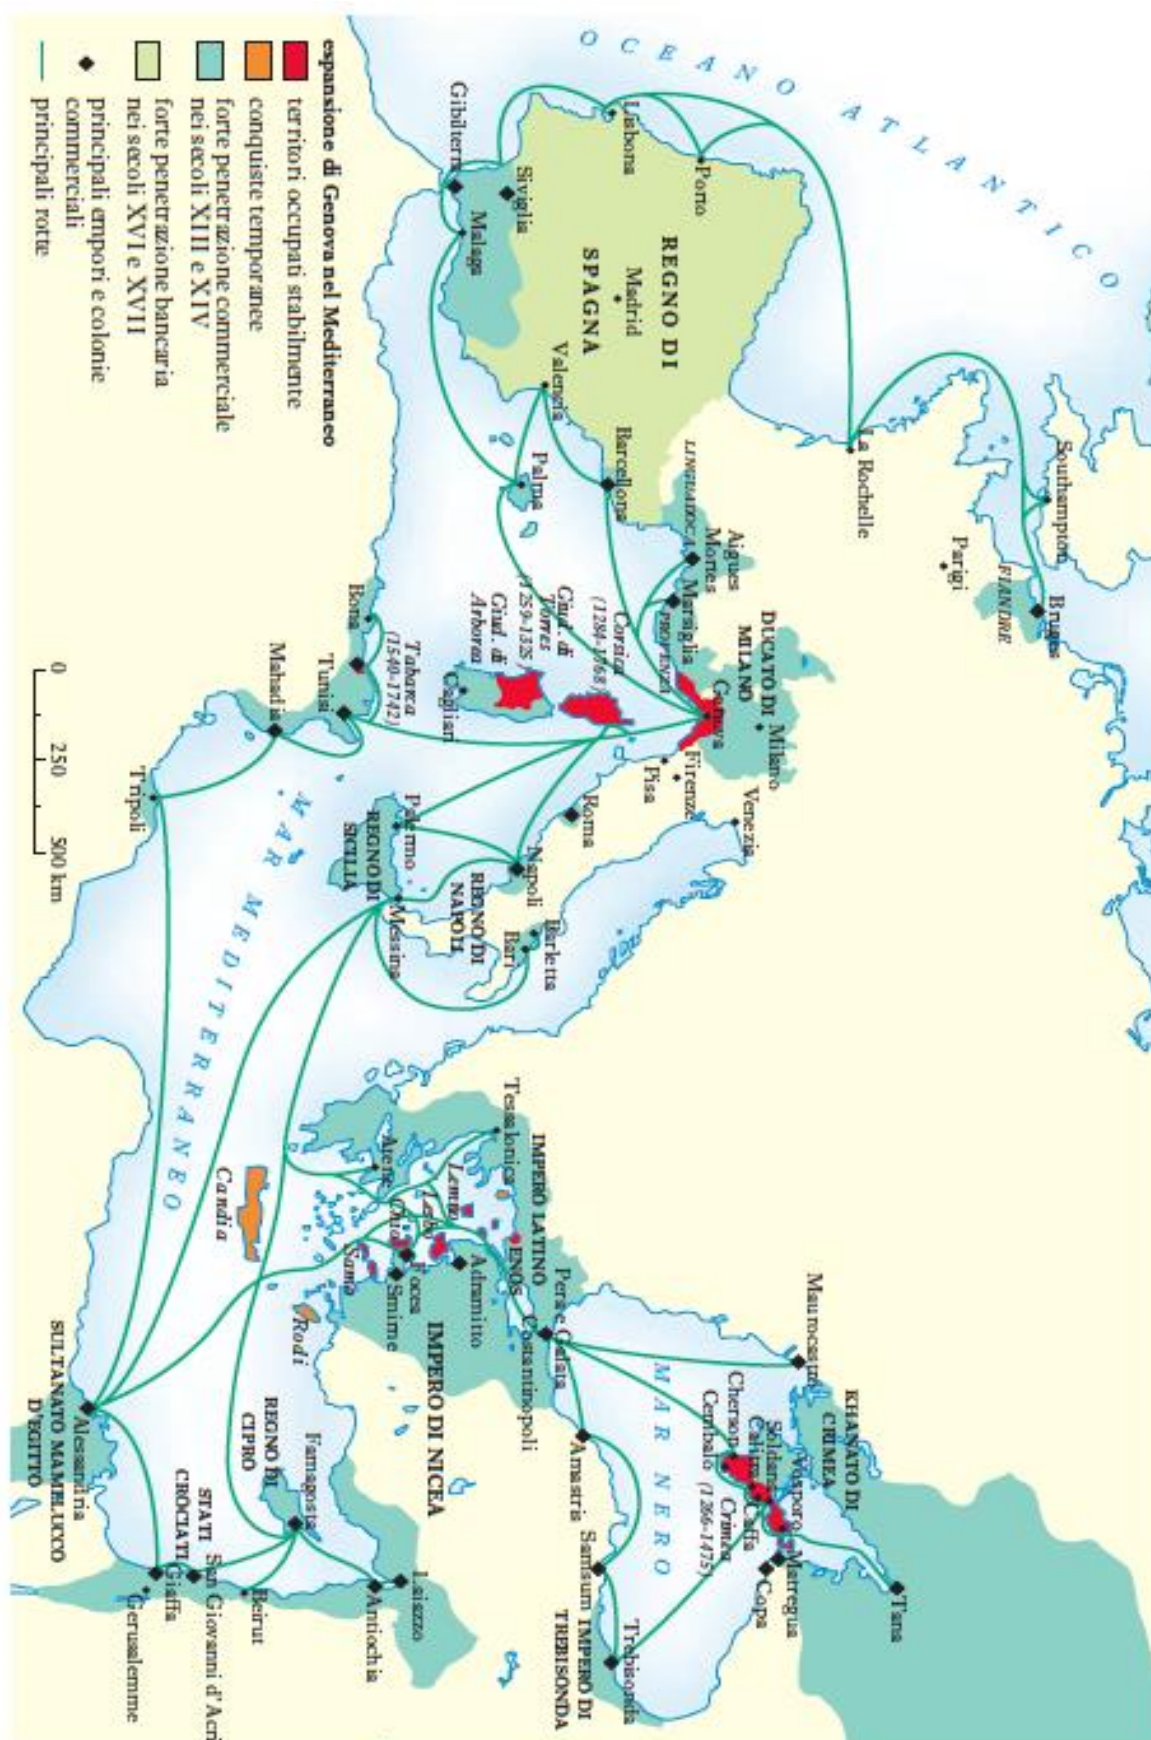 OCEANO ATLANTICO
Southampton
Bruges
FIANDRE
Parigi
La Rochelle
Porto
Lisbona
REGNO DI
SPAGNA
Madrid
Siviglia
Gibilterra
Malaga
Valencia
Barcellona
Palma
LINGUADOCA
Aigues
Mortes
Marsiglia
PROVENZA
DUCATO DI
MILANO
Milano
Genova
Venezia
Firenze
Pisa
Corsica
(1284-1768)
Giud. di
Torres
(1259-1325)
Giud. di
Arborea
Cagliari
Roma
Napoli
REGNO DI
NAPOLI
Barletta
Bari
Palermo
REGNO DI
SICILIA
Messina
Tabarca
(1540-1742)
Bona
Tunisi
Mahadia
Tripoli
MAR MEDITERRANEO
Maurocastro
KHANATO DI
CRIMEA
Tana
Cherson
Cembalo
Calima
Soldaia
Vosporo
Caffa
Crimea
(1266-1475)
Matregua
Copa
MAR NERO
IMPERO LATINO
Tessalonica
ENOS
Pera e Galata
Costantinopoli
Amastris
Samsum
IMPERO DI
TREBISONDA
Trebisonda
Lemno
Lesbo
Adramitto
Atene
Chio
Focea
Smirne
Samo
IMPERO DI NICEA
Candia
Rodi
REGNO DI
CIPRO
Famagosta
Laiazzo
Antiochia
Beirut
STATI
CROCIATI
San Giovanni d'Acri
Giaffa
Gerusalemme
Alessandria
SULTANATO MAMELUCCO
D'EGITTO
espansione di Genova nel Mediterraneo
territori occupati stabilmente
conquiste temporanee
forte penetrazione commerciale
nei secoli XIII e XIV
forte penetrazione bancaria
nei secoli XVI e XVII
principali empori e colonie
commerciali
principali rotte
0 250 500 km